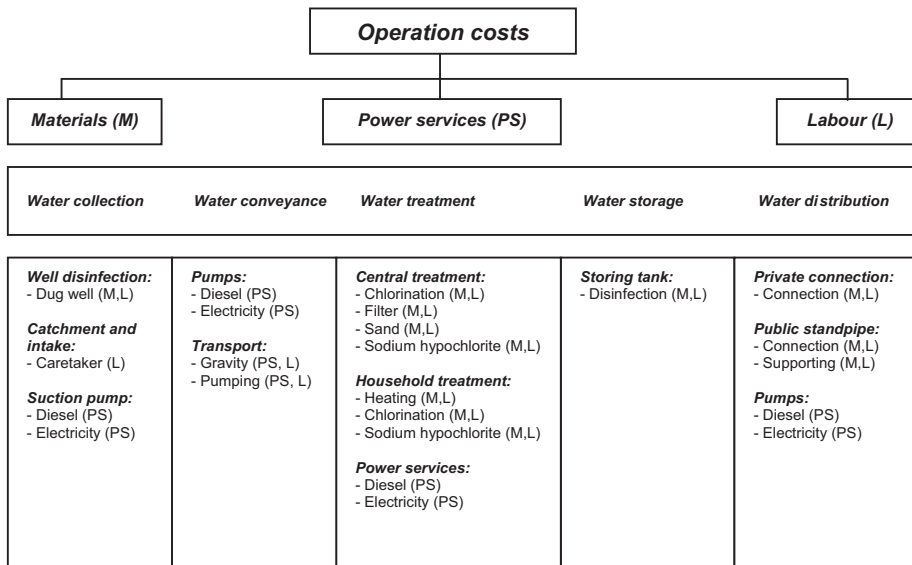 Operation costs
Materials (M)
Power services (PS)
Labour (L)
Water collection
Water conveyance
Water treatment
Water storage
Water distribution
Well disinfection:
- Dug well (M,L)
Catchment and
intake:
- Caretaker (L)
Suction pump:
- Diesel (PS)
- Electricity (PS)
Pumps:
- Diesel (PS)
- Electricity (PS)
Transport:
- Gravity (PS, L)
- Pumping (PS, L)
Central treatment:
- Chlorination (M,L)
- Filter (M,L)
- Sand (M,L)
- Sodium hypochlorite (M,L)
Household treatment:
- Heating (M,L)
- Chlorination (M,L)
- Sodium hypochlorite (M,L)
Power services:
- Diesel (PS)
- Electricity (PS)
Storing tank:
- Disinfection (M,L)
Private connection:
- Connection (M,L)
Public standpipe:
- Connection (M,L)
- Supporting (M,L)
Pumps:
- Diesel (PS)
- Electricity (PS)